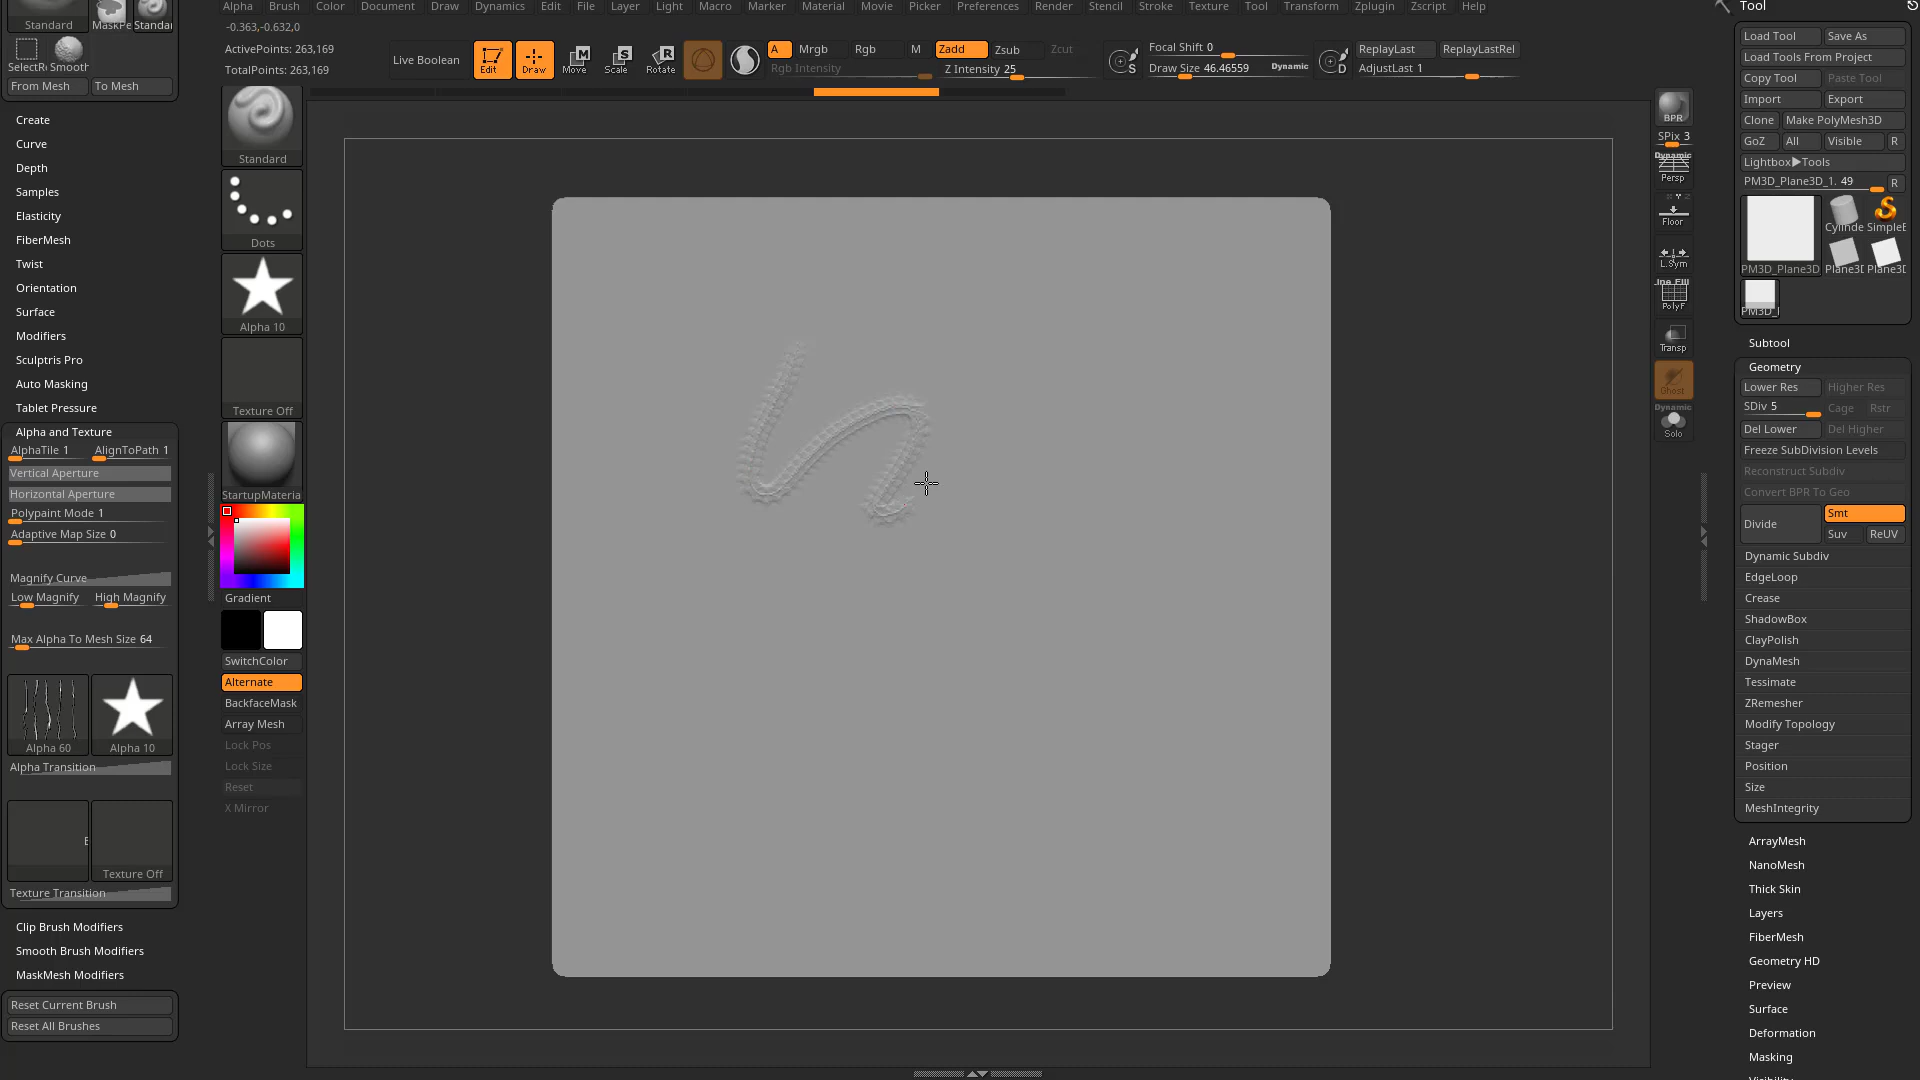 Alpha Brush Color Document Draw Dynamics Edit File Layer Light Macro Marker Material Movie Picker Preferences Render Stencil Stroke Texture Tool Transform Zplugin Zscript Help
Tool
-0.363,-0.632,0
ActivePoints: 263,169
TotalPoints: 263,169
Live Boolean
Edit
Draw
Move
Scale
Rotate
A
Mrgb
Rgb
M
Zadd
Zsub
Zcut
Rgb Intensity
Z Intensity 25
S
Focal Shift 0
Draw Size 46.46559
Dynamic
D
ReplayLast
ReplayLastRel
AdjustLast 1
Standard
SelectR
Smooth
From Mesh
To Mesh
Create
Curve
Depth
Samples
Elasticity
FiberMesh
Twist
Orientation
Surface
Modifiers
Sculptris Pro
Auto Masking
Tablet Pressure
Alpha and Texture
AlphaTile 1
AlignToPath 1
Vertical Aperture
Horizontal Aperture
Polypaint Mode 1
Adaptive Map Size 0
Magnify Curve
Low Magnify
High Magnify
Max Alpha To Mesh Size 64
Alpha 60
Alpha 10
Alpha Transition
Texture Off
Texture Transition
Clip Brush Modifiers
Smooth Brush Modifiers
MaskMesh Modifiers
Reset Current Brush
Reset All Brushes
Standard
Dots
Alpha 10
Texture Off
StartupMateria
Gradient
SwitchColor
Alternate
BackfaceMask
Array Mesh
Lock Pos
Lock Size
Reset
X Mirror
BPR
SPix 3
Dynamic
Persp
Floor
L.Sym
PolyF
Transp
Ghost
Dynamic
Solo
Load Tool
Save As
Load Tools From Project
Copy Tool
Paste Tool
Import
Export
Clone
Make PolyMesh3D
GoZ
All
Visible
R
Lightbox▶Tools
PM3D_Plane3D_1. 49
R
PM3D_Plane3D
Cylinde
SimpleB
Plane3D
Plane3D
Subtool
Geometry
Lower Res
Higher Res
SDiv 5
Cage
Rstr
Del Lower
Del Higher
Freeze SubDivision Levels
Reconstruct Subdiv
Convert BPR To Geo
Divide
Smt
Suv
ReUV
Dynamic Subdiv
EdgeLoop
Crease
ShadowBox
ClayPolish
DynaMesh
Tessimate
ZRemesher
Modify Topology
Stager
Position
Size
MeshIntegrity
ArrayMesh
NanoMesh
Thick Skin
Layers
FiberMesh
Geometry HD
Preview
Surface
Deformation
Masking